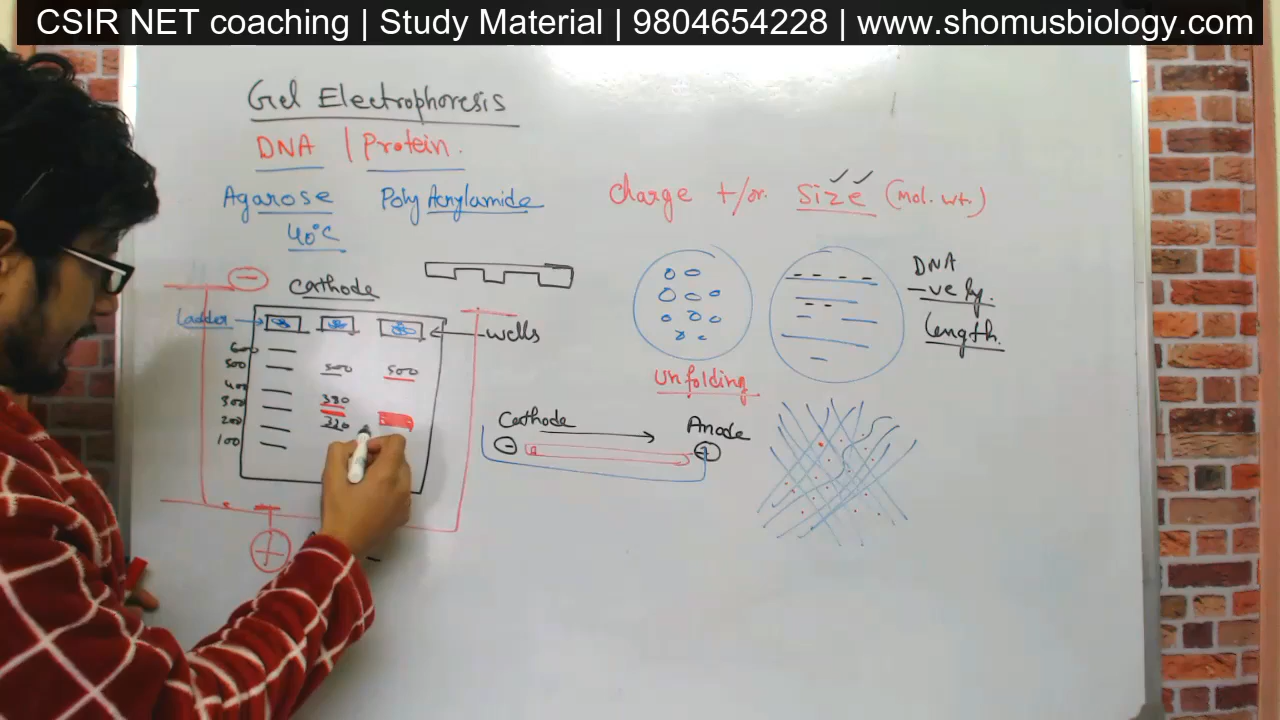 CSIR NET coaching | Study Material | 9804654228 | www.shomusbiology.com
Gel Electrophoresis
DNA | Protein.
Agarose Poly Acrylamide
40°C
Charge +/or. Size (Mol. wt.)
−
Cathode
ladder
wells
600
500
400
300
200
100
500
380
320
500
+
DNA
-ve ly.
length.
Unfolding
Cathode
Anode
−
+